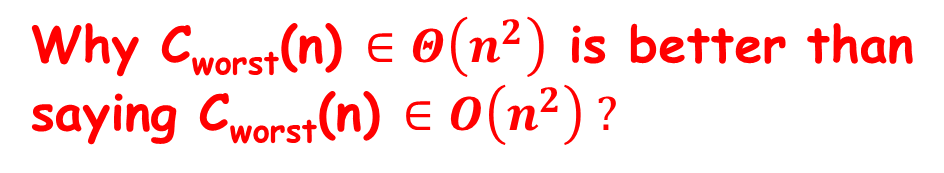 Why C_worst(n) ∈ Θ(n²) is better than
saying C_worst(n) ∈ O(n²) ?